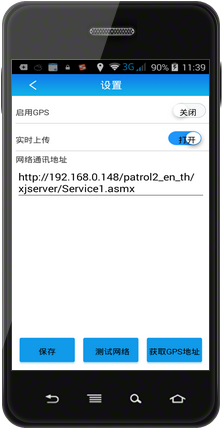 3G 90% 11:39
设置
启用GPS 关闭
实时上传 打开
网络通讯地址
http://192.168.0.148/patrol2_en_th/
xjserver/Service1.asmx
保存 测试网络 获取GPS地址